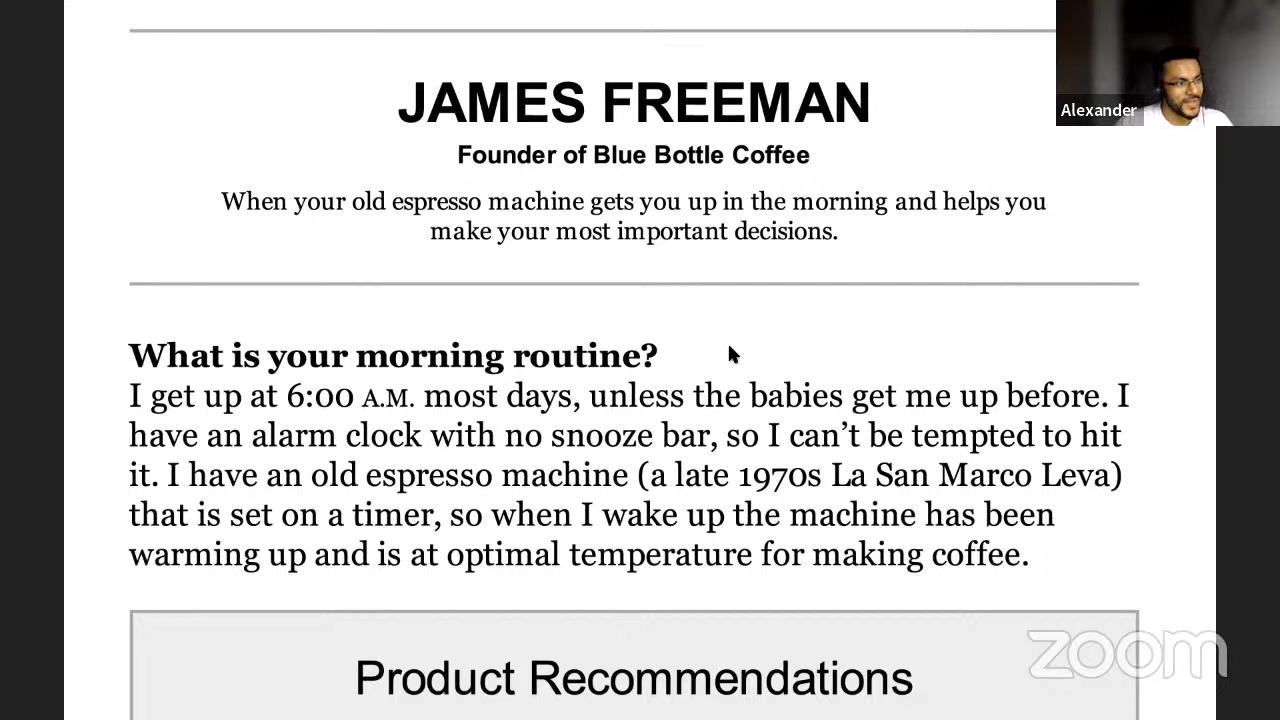 JAMES FREEMAN
Founder of Blue Bottle Coffee
When your old espresso machine gets you up in the morning and helps you
make your most important decisions.
Alexander
What is your morning routine?
I get up at 6:00 A.M. most days, unless the babies get me up before. I
have an alarm clock with no snooze bar, so I can’t be tempted to hit
it. I have an old espresso machine (a late 1970s La San Marco Leva)
that is set on a timer, so when I wake up the machine has been
warming up and is at optimal temperature for making coffee.
Product Recommendations
zoom